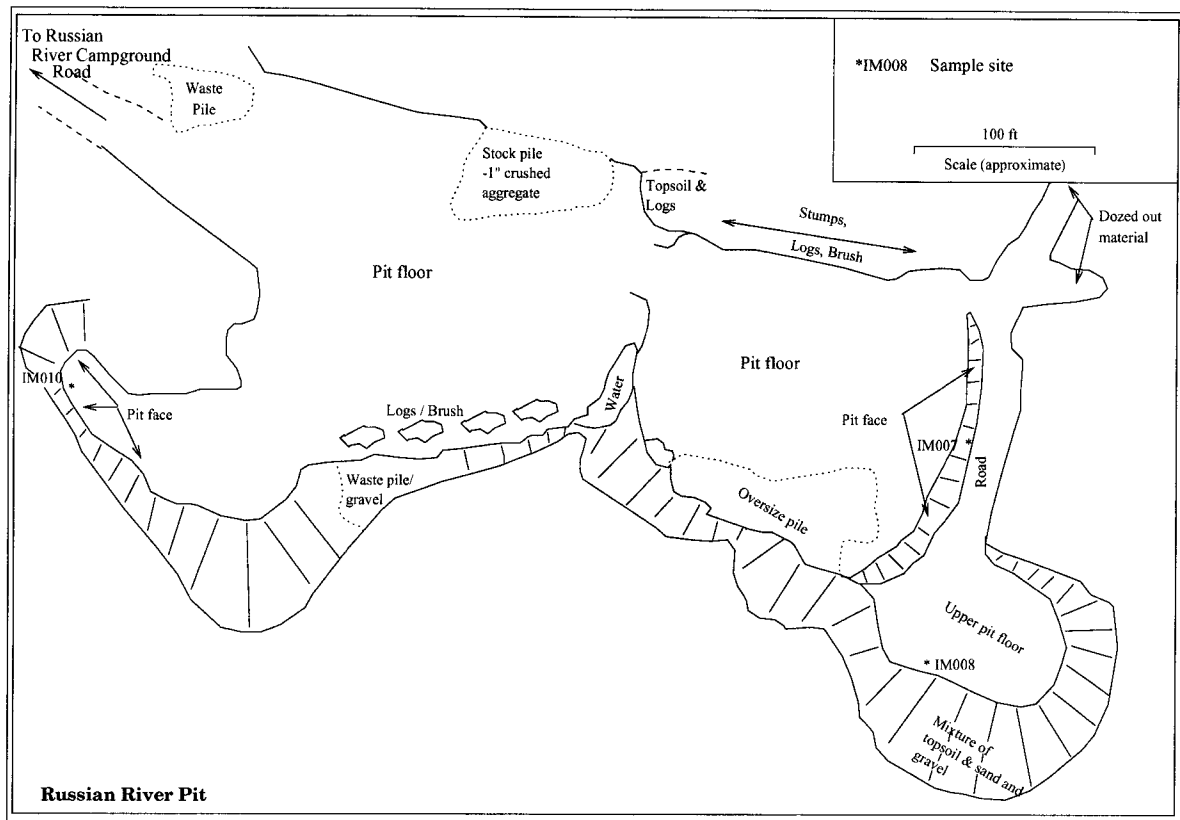 To Russian
River Campground
Road
Waste
Pile
*IM008 Sample site
100 ft
Scale (approximate)
Stock pile
-1" crushed
aggregate
Topsoil &
Logs
Stumps,
Logs, Brush
Dozed out
material
Pit floor
Pit floor
IM010 *
Pit face
Logs / Brush
Water
Pit face
IM007 *
Road
Waste pile/
gravel
Oversize pile
Upper pit floor
* IM008
Mixture of
topsoil & sand and
gravel
Russian River Pit